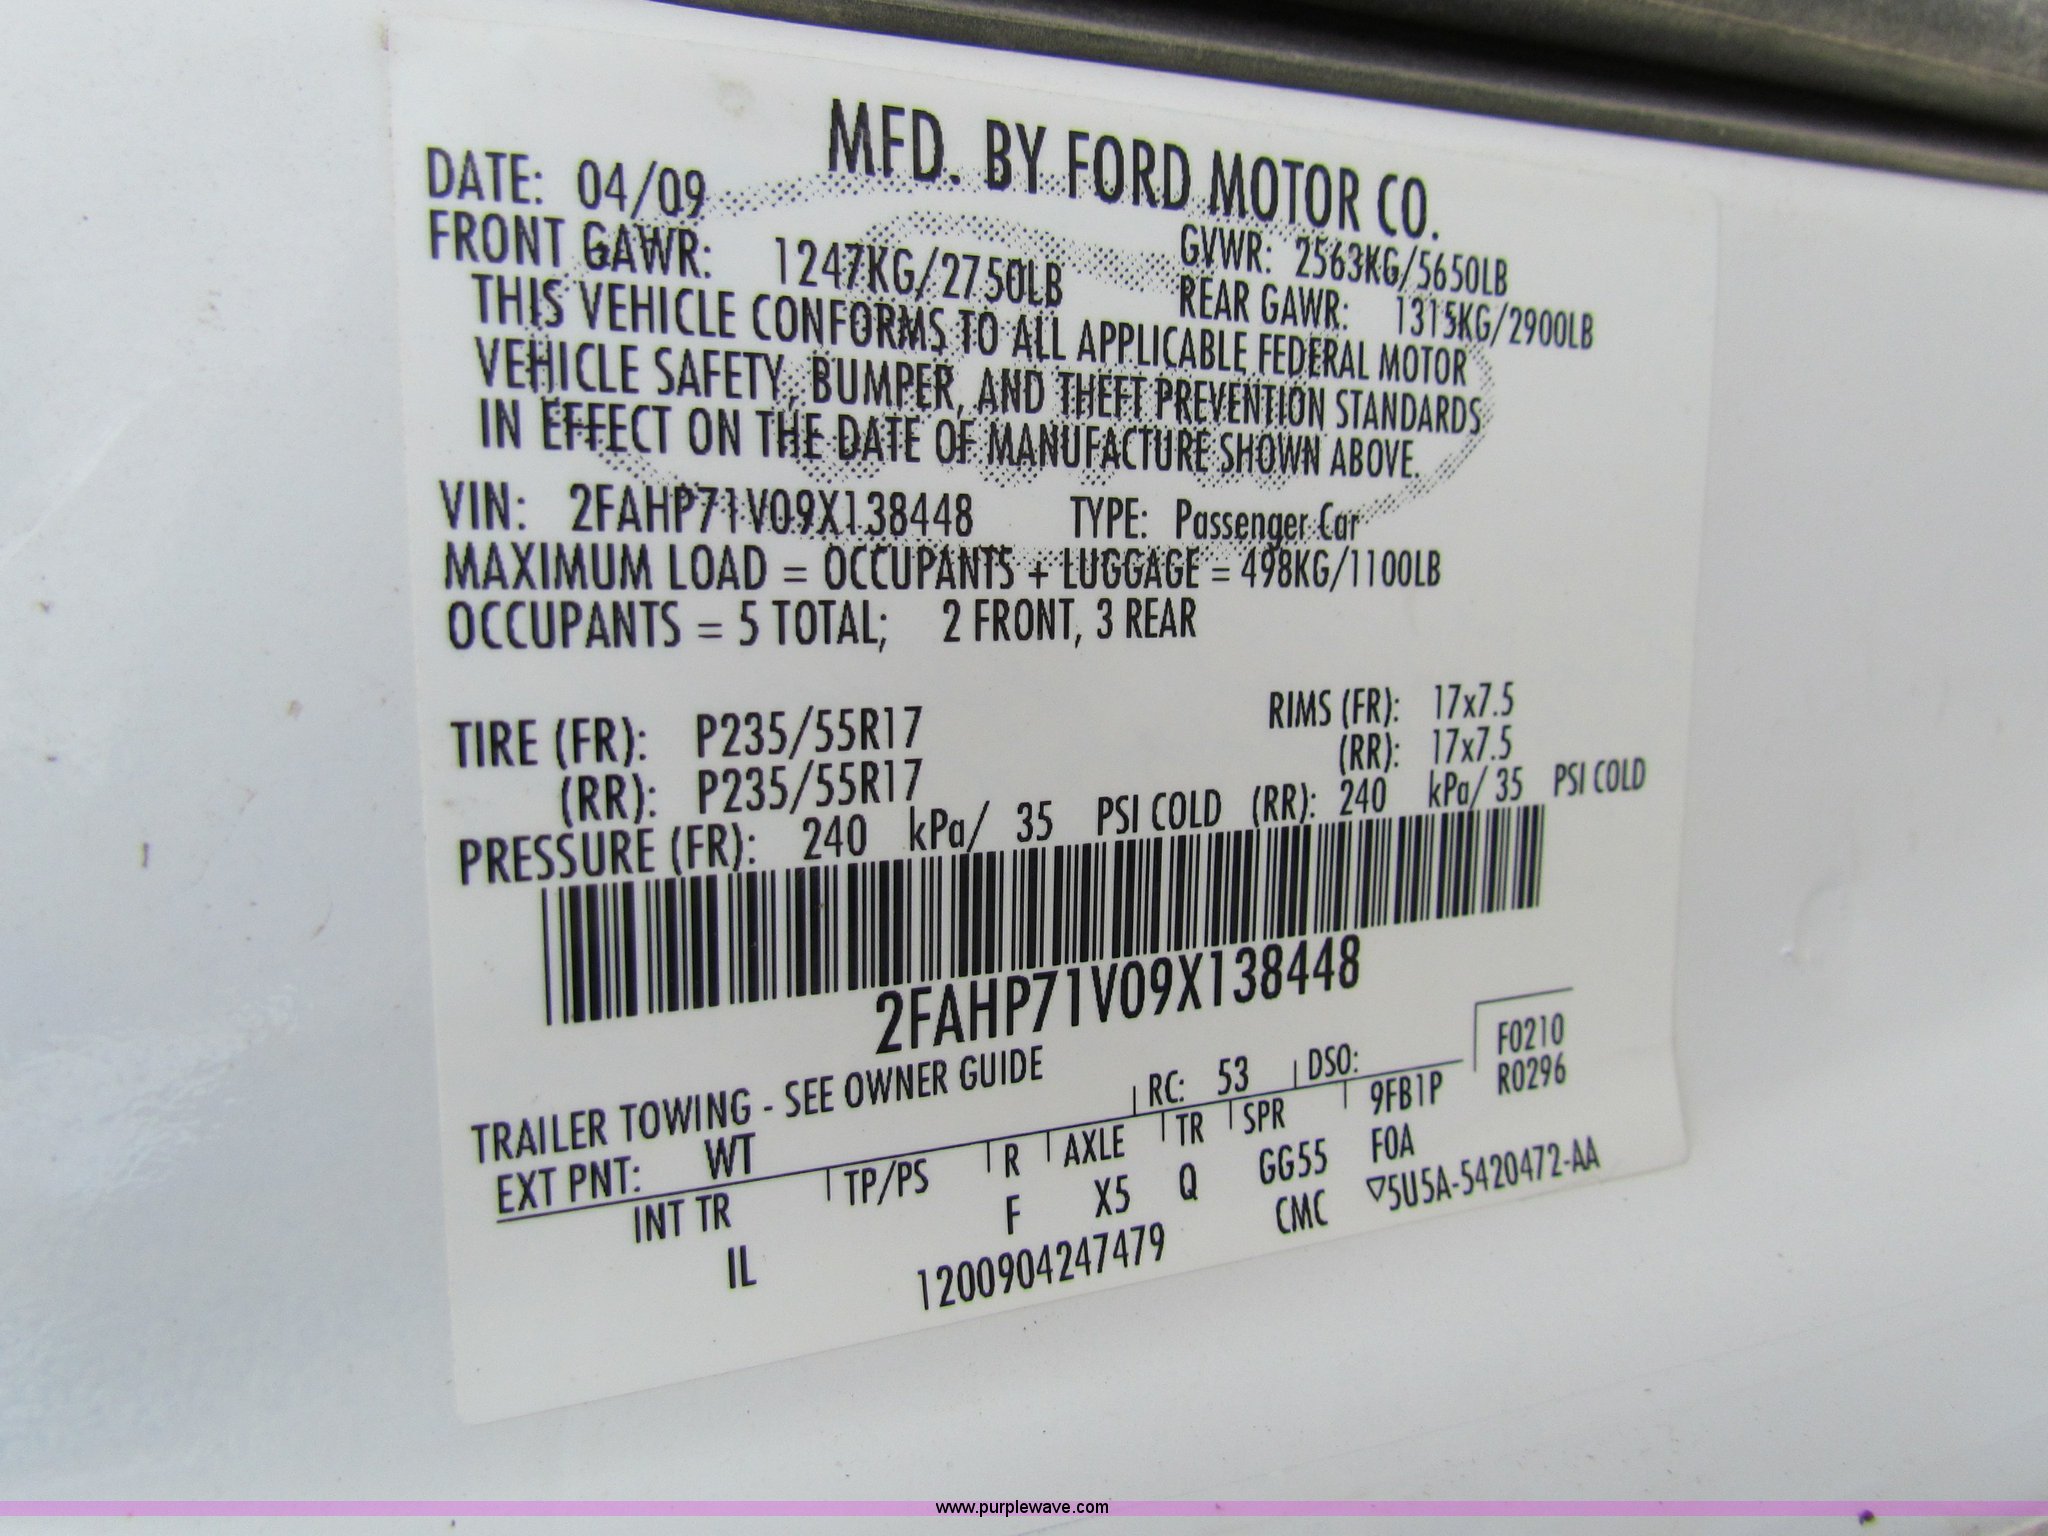 MFD. BY FORD MOTOR CO.
DATE: 04/09 GVWR: 2563KG/5650LB
FRONT GAWR: 1247KG/2750LB REAR GAWR: 1315KG/2900LB
THIS VEHICLE CONFORMS TO ALL APPLICABLE FEDERAL MOTOR
VEHICLE SAFETY, BUMPER, AND THEFT PREVENTION STANDARDS
IN EFFECT ON THE DATE OF MANUFACTURE SHOWN ABOVE.
VIN: 2FAHP71V09X138448 TYPE: Passenger Car
MAXIMUM LOAD = OCCUPANTS + LUGGAGE = 498KG/1100LB
OCCUPANTS = 5 TOTAL; 2 FRONT, 3 REAR
TIRE (FR): P235/55R17 RIMS (FR): 17x7.5
(RR): P235/55R17 (RR): 17x7.5
PRESSURE (FR): 240 kPa/ 35 PSI COLD (RR): 240 kPa/ 35 PSI COLD
2FAHP71V09X138448
TRAILER TOWING - SEE OWNER GUIDE
F0210
EXT PNT: WT RC: 53 DSO: R0296
INT TR TP/PS R AXLE TR SPR 9FB1P
IL F X5 Q GG55 FOA
1200904247479 CMC ▽5U5A-5420472-AA
www.purplewave.com